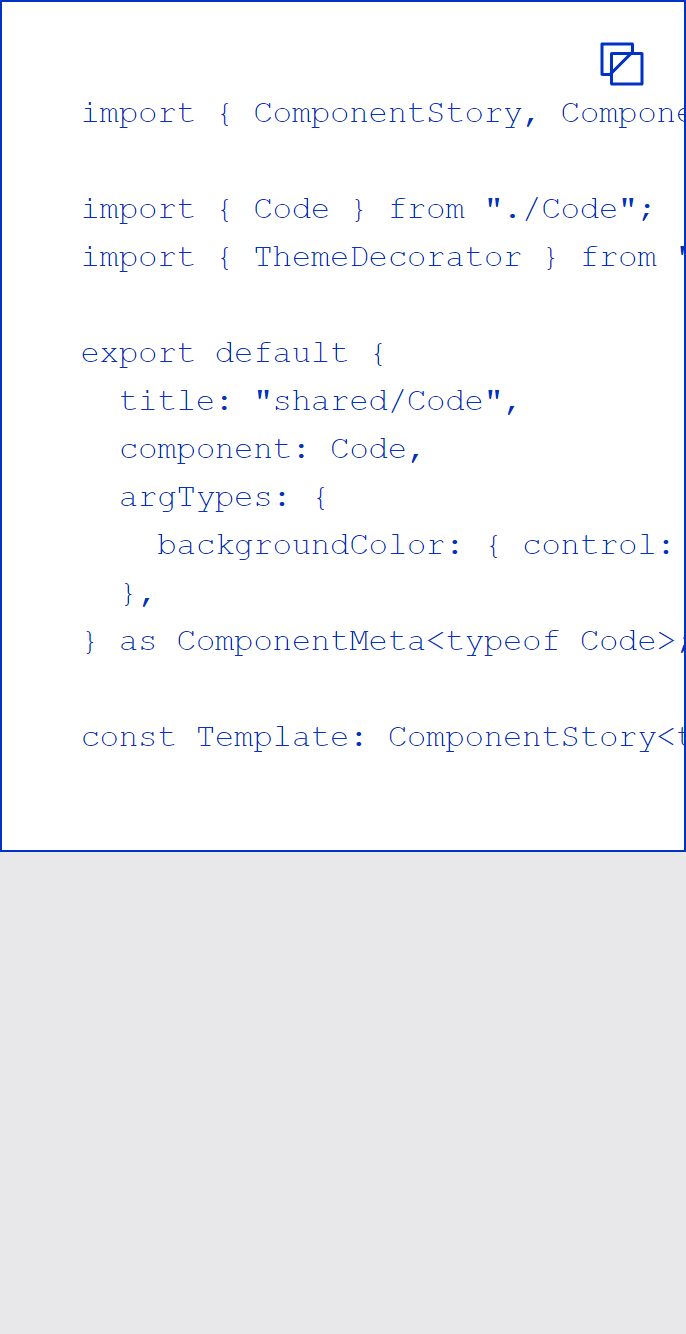 import { ComponentStory, Compone
import { Code } from "./Code";
import { ThemeDecorator } from "
export default {
  title: "shared/Code",
  component: Code,
  argTypes: {
    backgroundColor: { control:
  },
} as ComponentMeta<typeof Code>;
const Template: ComponentStory<t